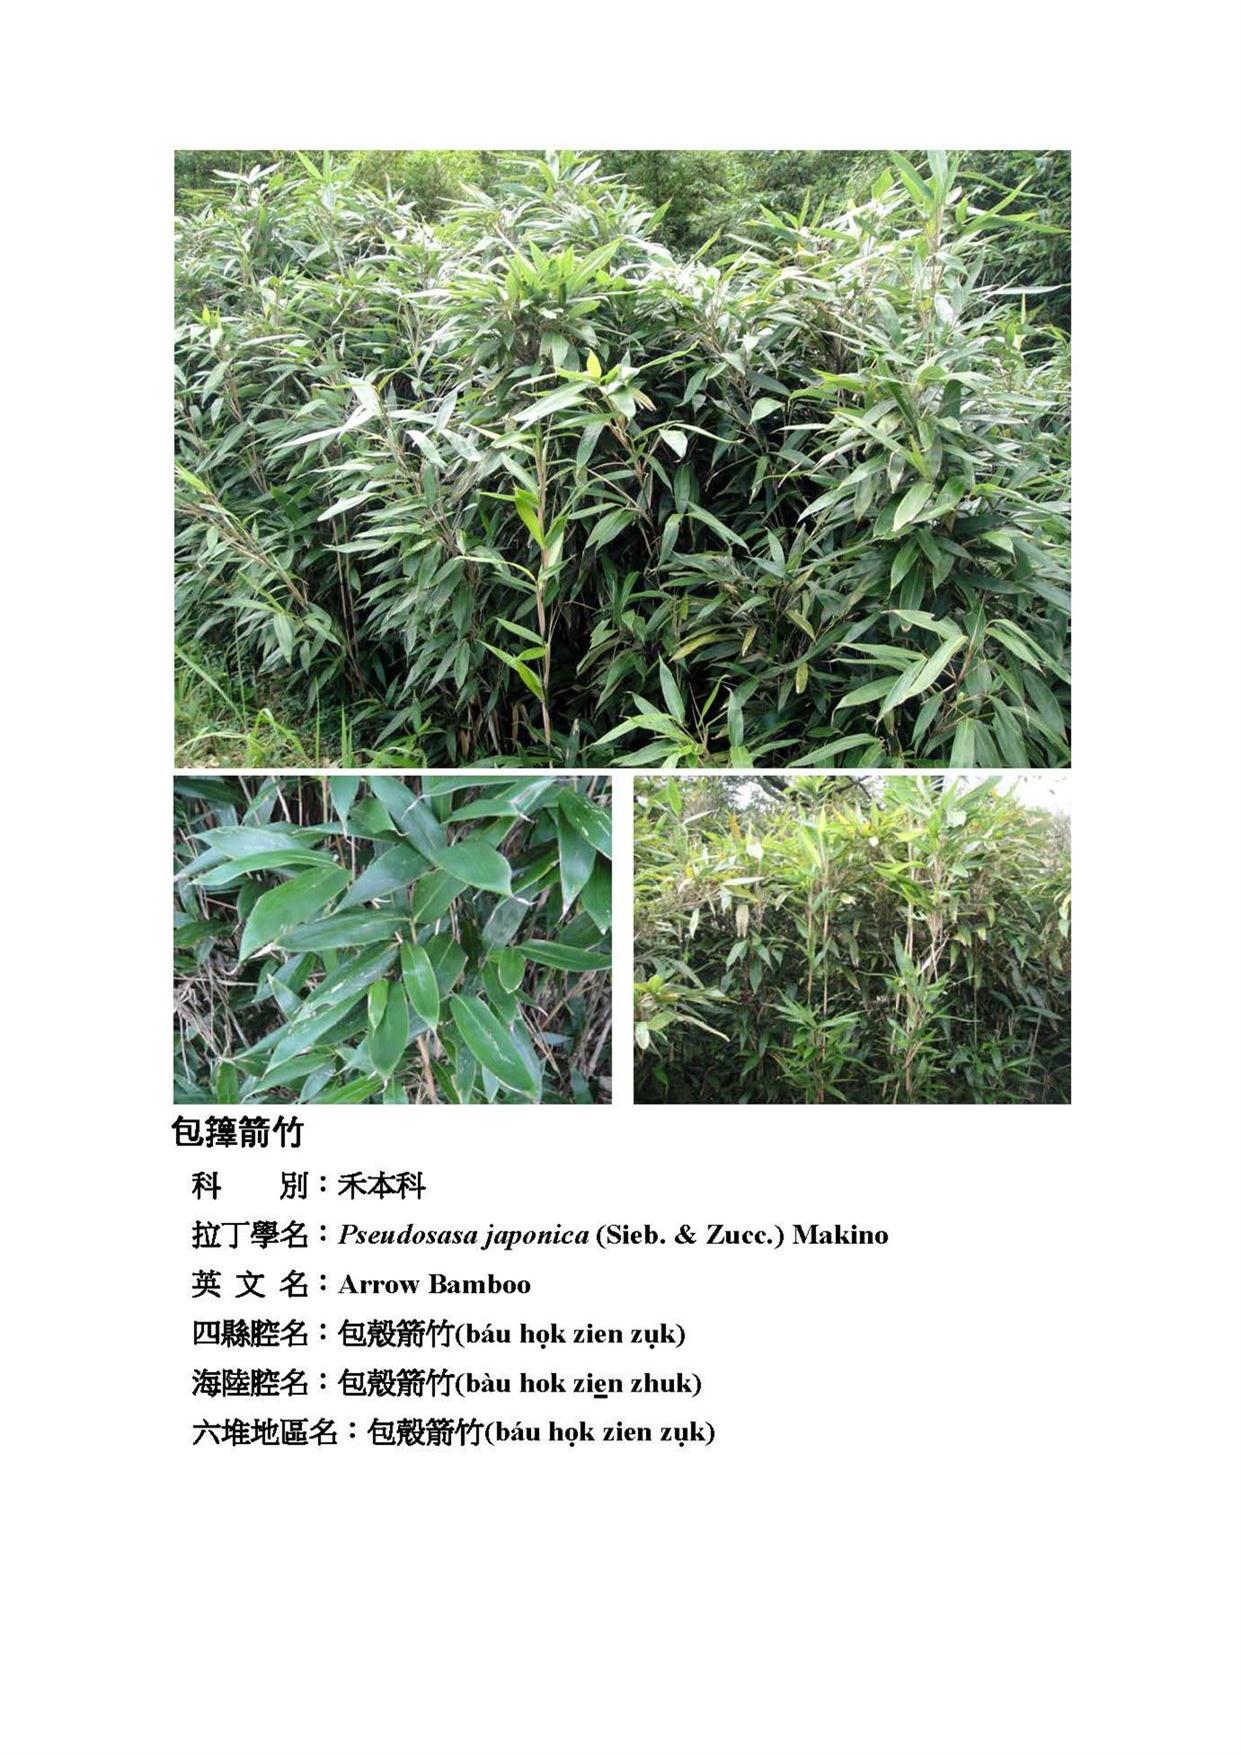 包籜箭竹
科　　別：禾本科
拉丁學名：Pseudosasa japonica (Sieb. & Zucc.) Makino
英 文 名：Arrow Bamboo
四縣腔名：包殼箭竹(báu họk zien zụk)
海陸腔名：包殼箭竹(bàu hok zi<u>e</u>n zhuk)
六堆地區名：包殼箭竹(báu họk zien zụk)